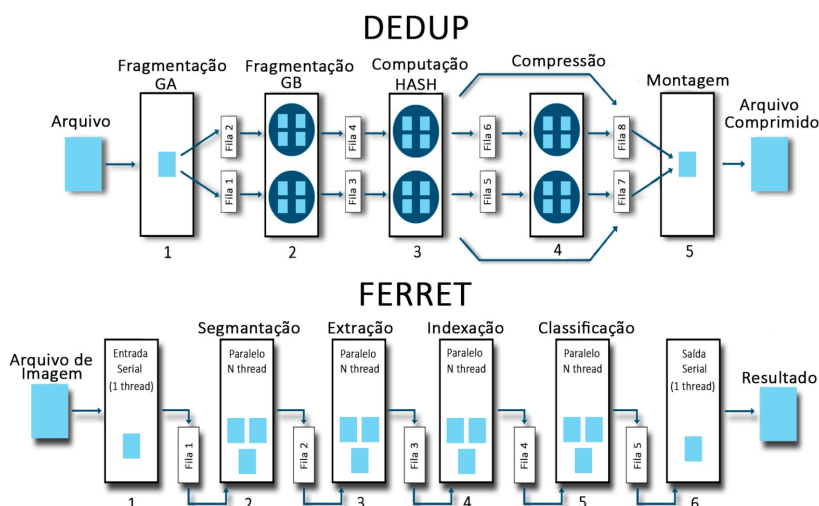 DEDUP
Fragmentação
GA
Fragmentação
GB
Computação
HASH
Compressão
Montagem
Arquivo
Arquivo
Comprimido
Fila 2
Fila 4
Fila 6
Fila 8
Fila 1
Fila 3
Fila 5
Fila 7
1
2
3
4
5
FERRET
Segmantação
Extração
Indexação
Classificação
Arquivo de
Imagem
Entrada
Serial
(1 thread)
Paralelo
N thread
Paralelo
N thread
Paralelo
N thread
Paralelo
N thread
Saída
Serial
(1 thread)
Resultado
Fila 1
Fila 2
Fila 3
Fila 4
Fila 5
1
2
3
4
5
6